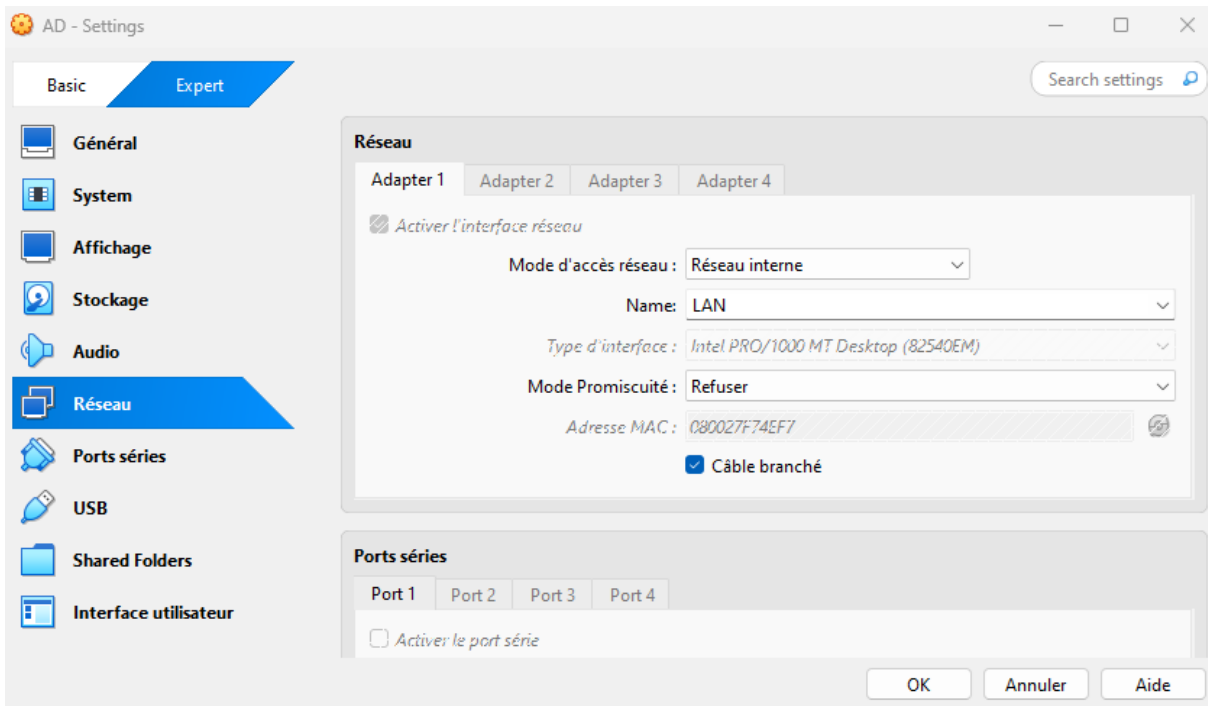 AD - Settings
Basic
Expert
Search settings
Général
System
Affichage
Stockage
Audio
Réseau
Ports séries
USB
Shared Folders
Interface utilisateur
Réseau
Adapter 1 Adapter 2 Adapter 3 Adapter 4
Activer l'interface réseau
Mode d'accès réseau : Réseau interne
Name: LAN
Type d'interface : Intel PRO/1000 MT Desktop (82540EM)
Mode Promiscuité : Refuser
Adresse MAC : 080027F74EF7
Câble branché
Ports séries
Port 1 Port 2 Port 3 Port 4
Activer le port série
OK Annuler Aide